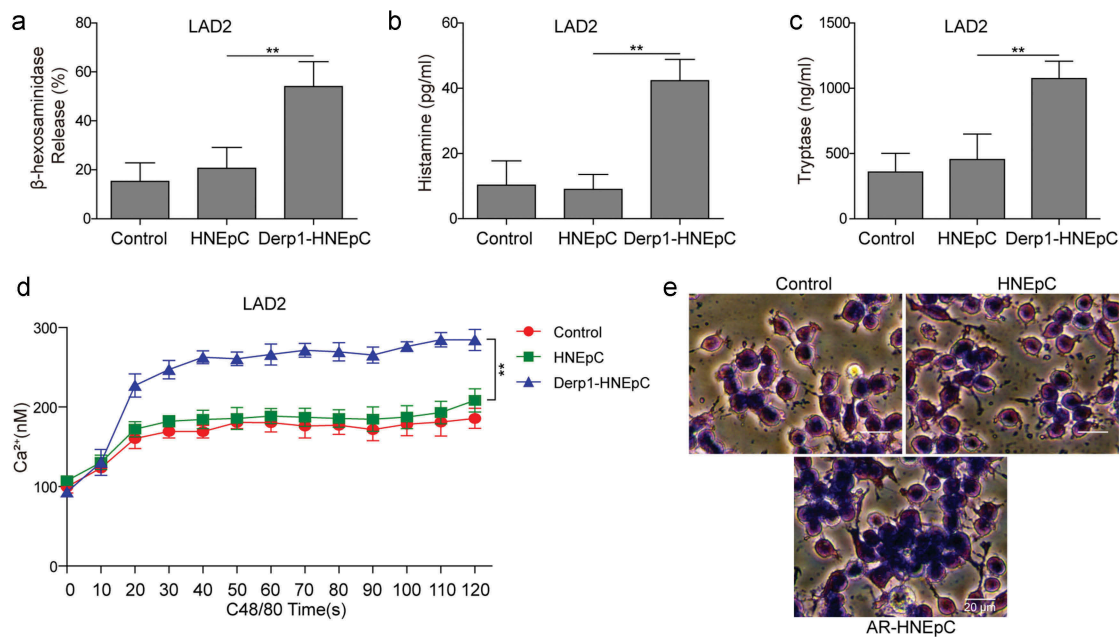 a
LAD2
β-hexosaminidase
Release (%)
80
60
40
20
0
**
Control HNEpC Derp1-HNEpC
b
LAD2
Histamine (pg/ml)
60
40
20
0
**
Control HNEpC Derp1-HNEpC
c
LAD2
Tryptase (ng/ml)
1500
1000
500
0
**
Control HNEpC Derp1-HNEpC
d
LAD2
Ca²⁺(nM)
300
200
100
0
0 10 20 30 40 50 60 70 80 90 100 110 120
C48/80 Time(s)
**
Control
HNEpC
Derp1-HNEpC
e
Control
HNEpC
20 μm
AR-HNEpC